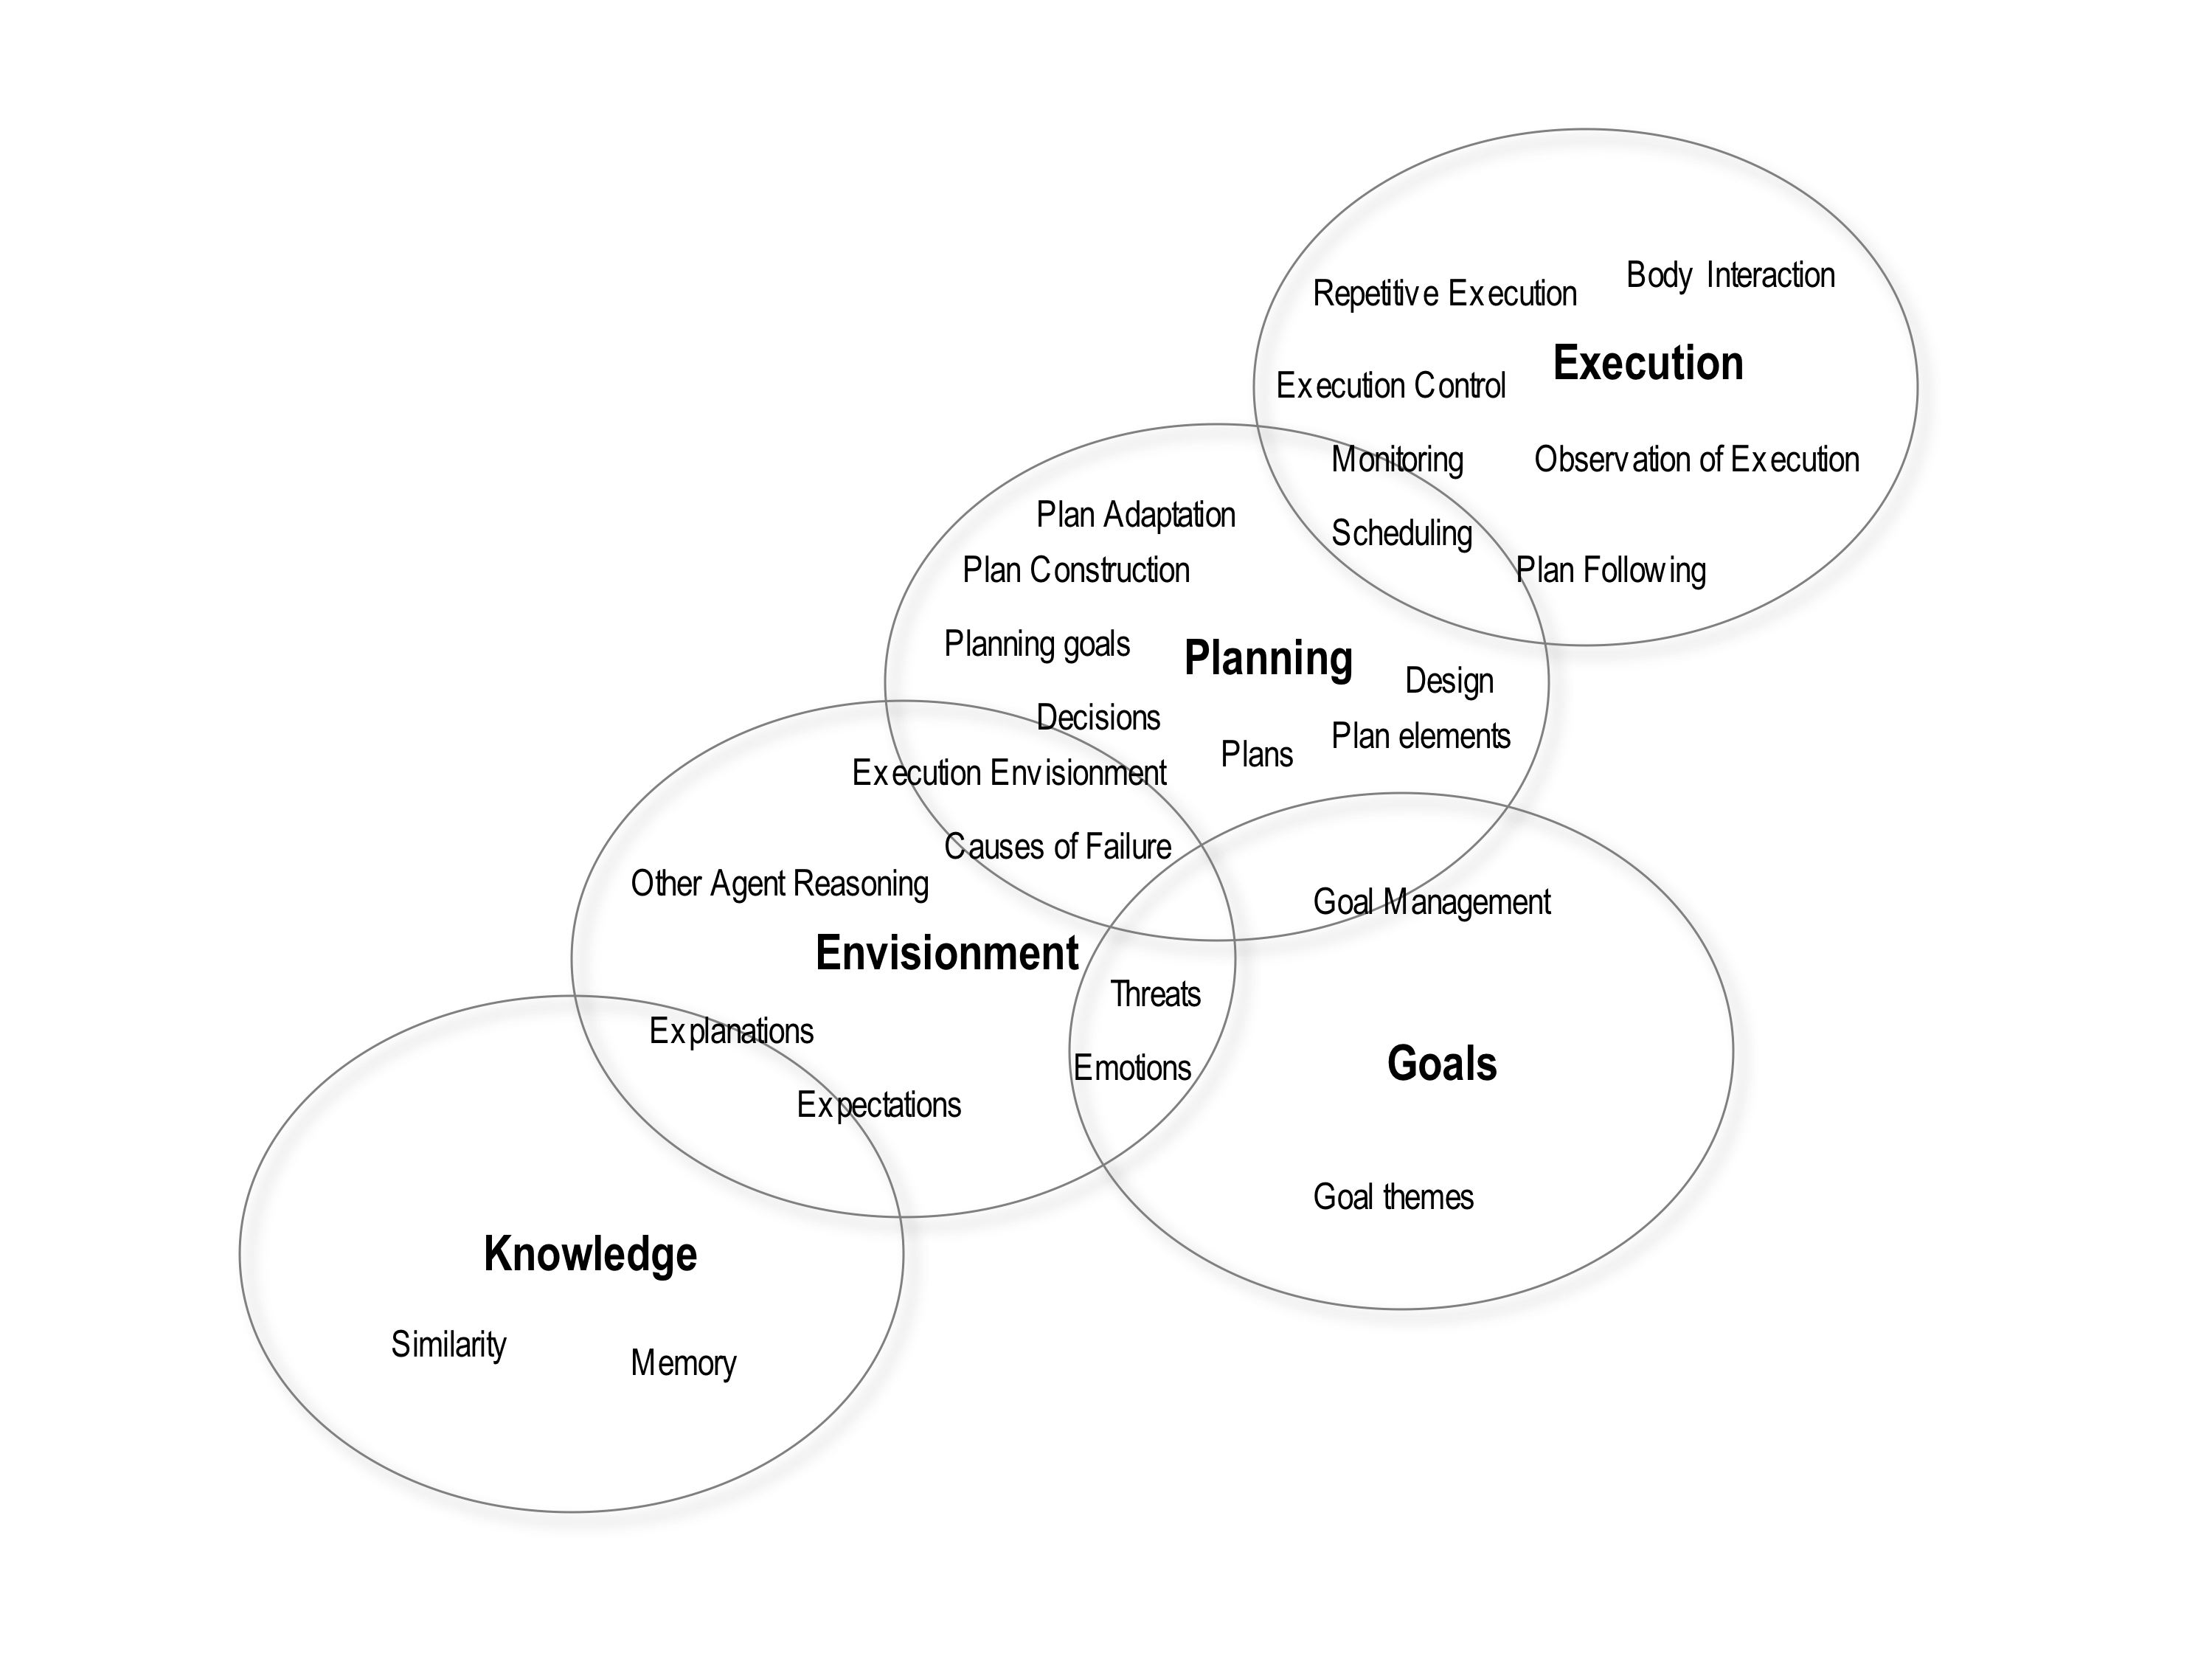 Body Interaction
Repetitive Execution
Execution
Execution Control
Monitoring
Observation of Execution
Plan Adaptation
Scheduling
Plan Construction
Plan Following
Planning goals
Planning
Design
Decisions
Plan elements
Plans
Execution Envisionment
Causes of Failure
Other Agent Reasoning
Goal Management
Envisionment
Threats
Explanations
Goals
Emotions
Expectations
Goal themes
Knowledge
Similarity
Memory